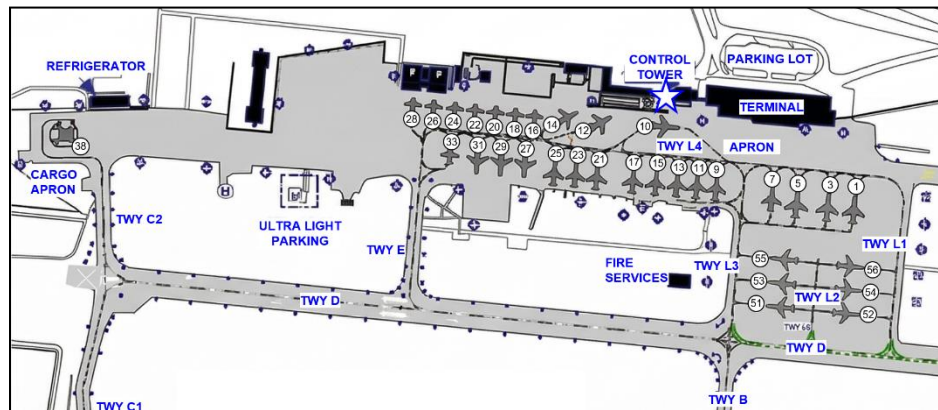 CONTROL
TOWER
PARKING LOT
REFRIGERATOR
TERMINAL
F
F
28
26
24
22
20
18
16
14
12
10
TWY L4
APRON
38
33
31
29
27
25
23
21
17
15
13
11
9
7
5
3
1
CARGO
APRON
H
TWY C2
ULTRA LIGHT
PARKING
TWY E
TWY L1
FIRE
SERVICES
TWY L3
55
56
53
TWY L2
54
51
52
TWY D
TWY 65
TWY D
TWY C1
TWY B